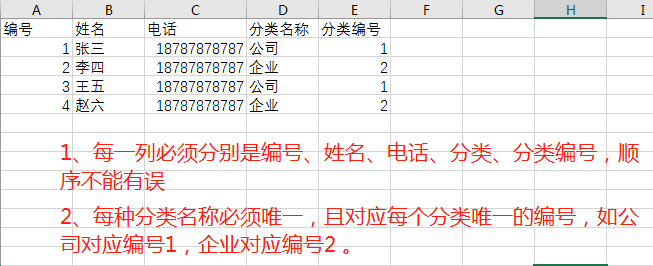 A B C D E F G H I
编号 姓名 电话 分类名称 分类编号
1 张三 18787878787 公司 1
2 李四 18787878787 企业 2
3 王五 18787878787 公司 1
4 赵六 18787878787 企业 2
1、每一列必须分别是编号、姓名、电话、分类、分类编号，顺
序不能有误
2、每种分类名称必须唯一，且对应每个分类唯一的编号，如公
司对应编号1，企业对应编号2 。